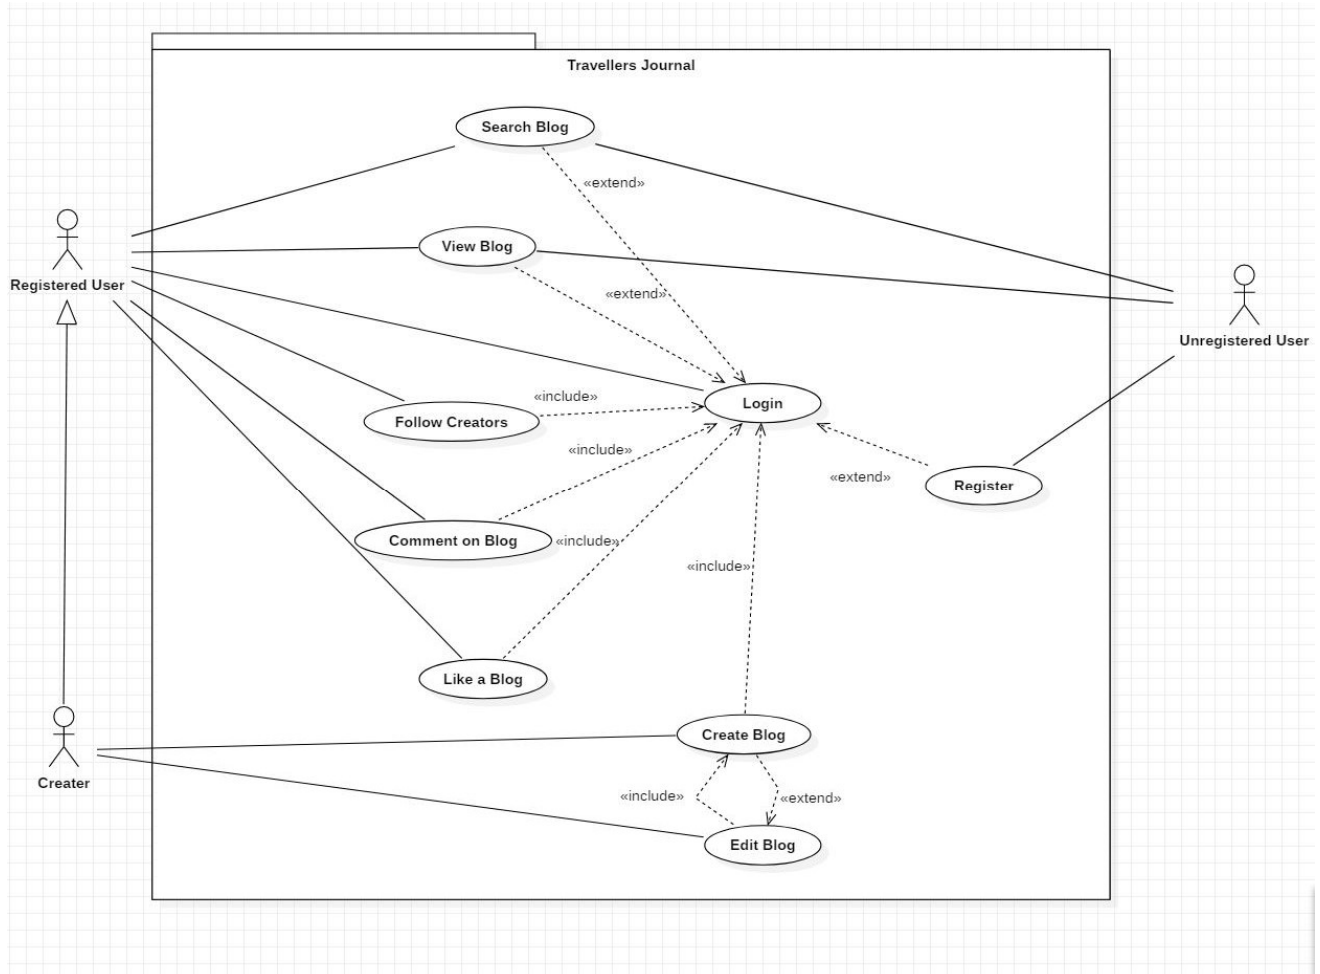 Travellers Journal
Search Blog
«extend»
View Blog
Registered User
«extend»
Unregistered User
«include»
Login
Follow Creators
«include»
«extend»
Register
Comment on Blog
«include»
«include»
Like a Blog
Create Blog
Creater
«include»
«extend»
Edit Blog